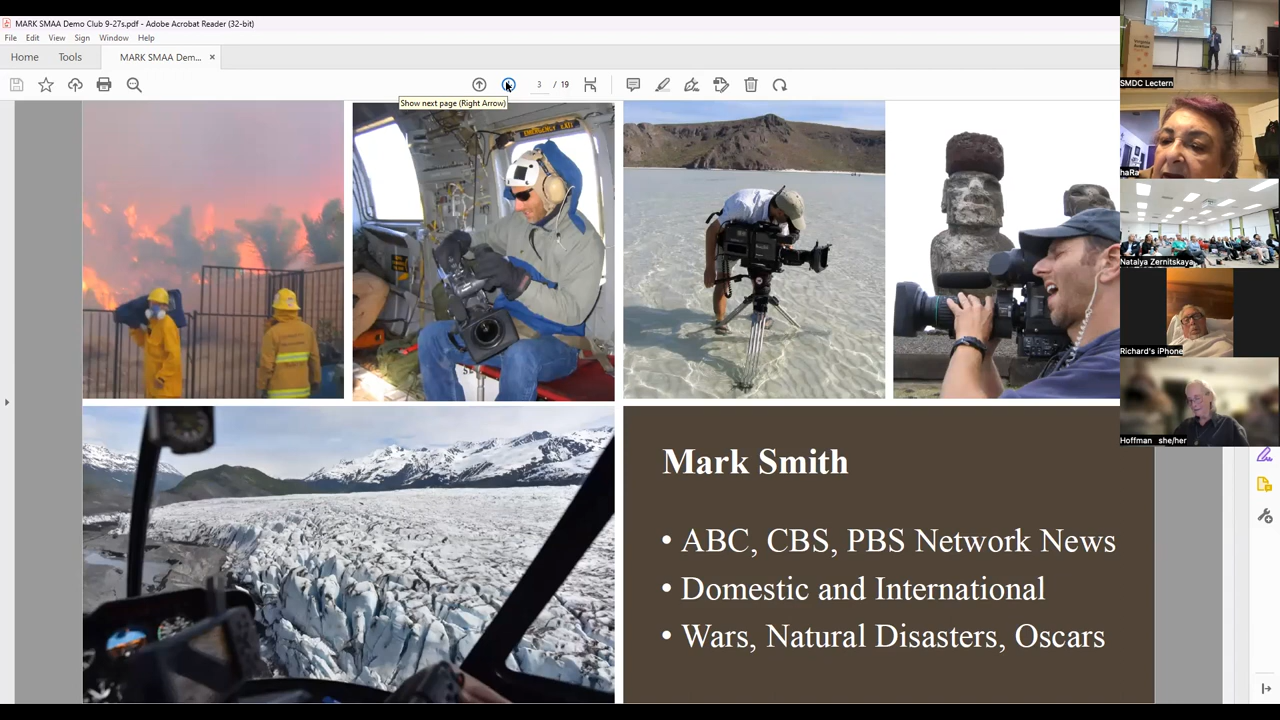 MARK SMAA Demo Club 9-27s.pdf - Adobe Acrobat Reader (32-bit)
File Edit View Sign Window Help
Home Tools MARK SMAA Dem... ×
3 / 19
Show next page (Right Arrow)
EMERGENCY EXIT
SMDC Lectern
haRa
Natalya Zernitskaya
Richard's iPhone
Hoffman she/her
Mark Smith
• ABC, CBS, PBS Network News
• Domestic and International
• Wars, Natural Disasters, Oscars